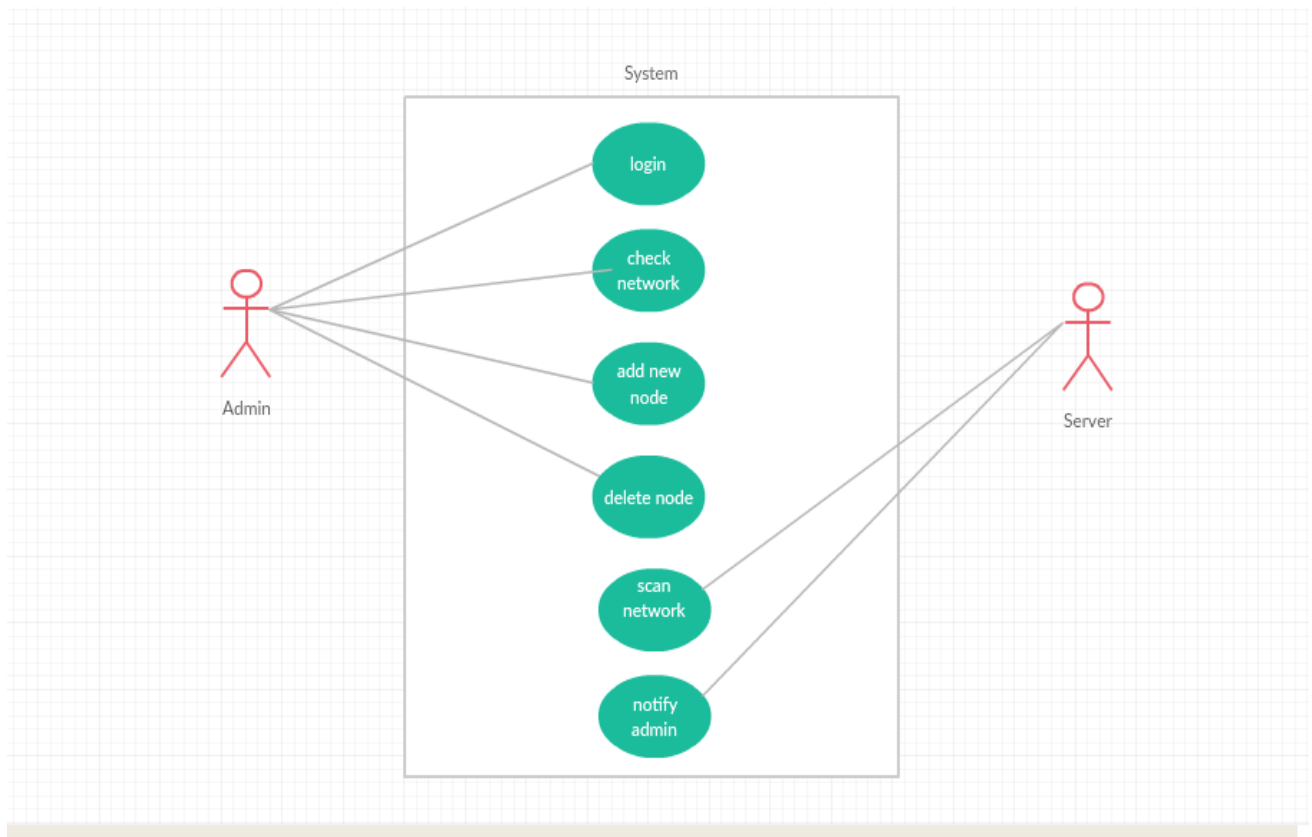 System
login
check
network
Admin
add new
node
Server
delete node
scan
network
notify
admin